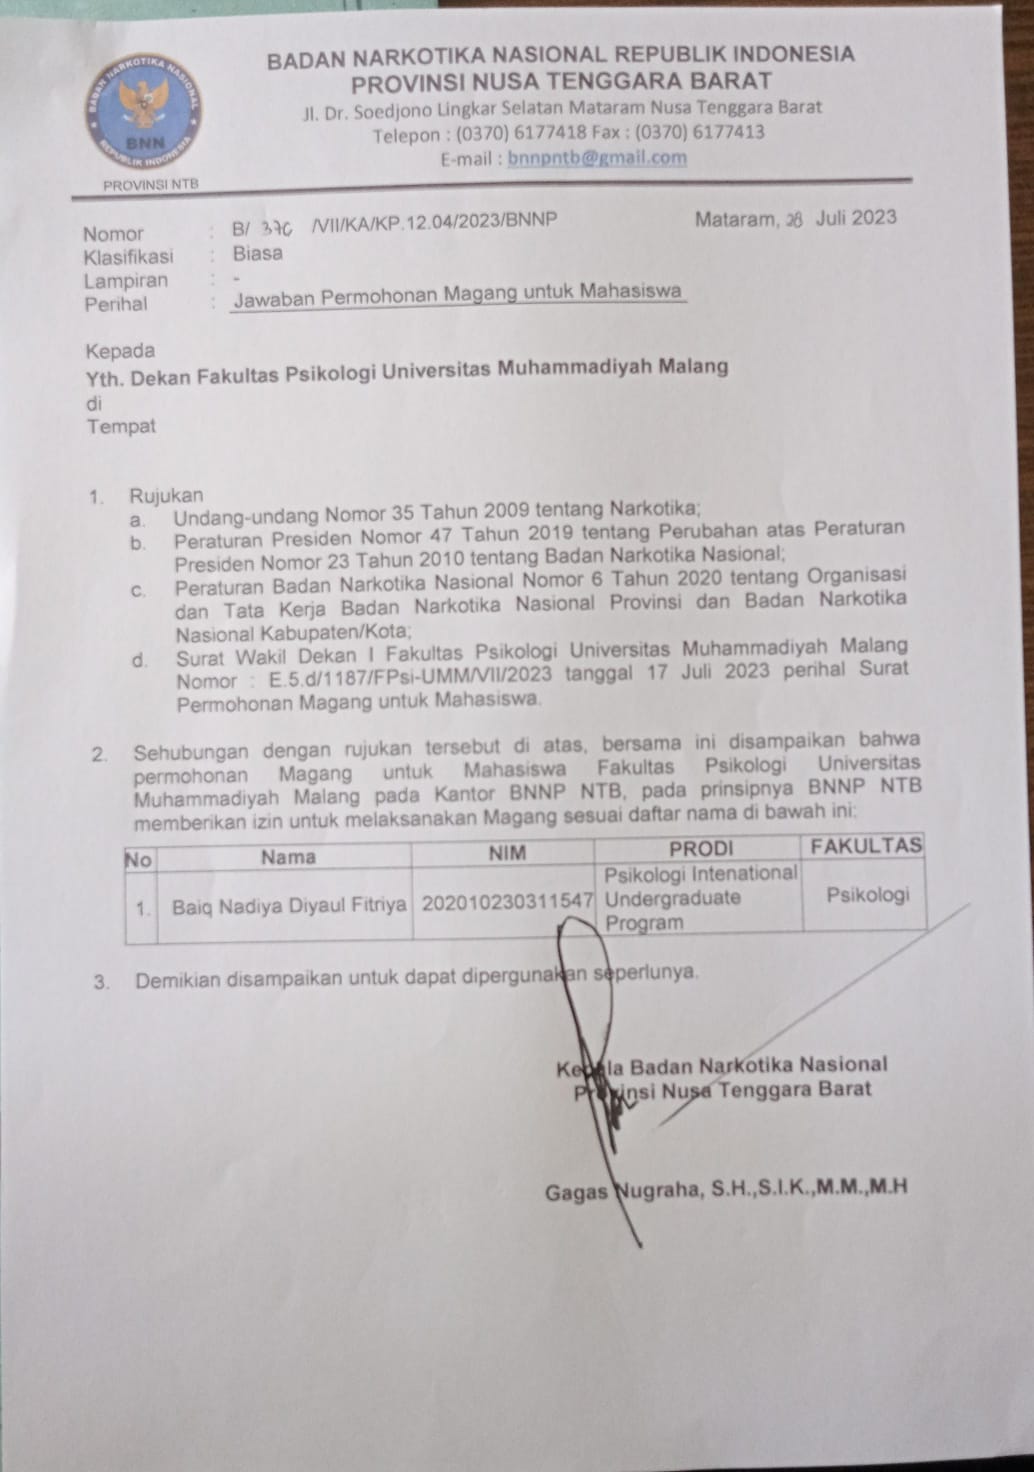 BADAN NARKOTIKA NASIONAL REPUBLIK INDONESIA
PROVINSI NUSA TENGGARA BARAT
Jl. Dr. Soedjono Lingkar Selatan Mataram Nusa Tenggara Barat
Telepon : (0370) 6177418 Fax : (0370) 6177413
E-mail : bnnpntb@gmail.com
BADAN NARKOTIKA NASIONAL
BNN
REPUBLIK INDONESIA
PROVINSI NTB
Nomor : B/ 376 /VII/KA/KP.12.04/2023/BNNP Mataram, 28 Juli 2023
Klasifikasi : Biasa
Lampiran : -
Perihal : Jawaban Permohonan Magang untuk Mahasiswa
Kepada
Yth. Dekan Fakultas Psikologi Universitas Muhammadiyah Malang
di
Tempat
1. Rujukan
a. Undang-undang Nomor 35 Tahun 2009 tentang Narkotika;
b. Peraturan Presiden Nomor 47 Tahun 2019 tentang Perubahan atas Peraturan
Presiden Nomor 23 Tahun 2010 tentang Badan Narkotika Nasional;
c. Peraturan Badan Narkotika Nasional Nomor 6 Tahun 2020 tentang Organisasi
dan Tata Kerja Badan Narkotika Nasional Provinsi dan Badan Narkotika
Nasional Kabupaten/Kota;
d. Surat Wakil Dekan I Fakultas Psikologi Universitas Muhammadiyah Malang
Nomor : E.5.d/1187/FPsi-UMM/VII/2023 tanggal 17 Juli 2023 perihal Surat
Permohonan Magang untuk Mahasiswa.
2. Sehubungan dengan rujukan tersebut di atas, bersama ini disampaikan bahwa
permohonan Magang untuk Mahasiswa Fakultas Psikologi Universitas
Muhammadiyah Malang pada Kantor BNNP NTB, pada prinsipnya BNNP NTB
memberikan izin untuk melaksanakan Magang sesuai daftar nama di bawah ini:
No Nama NIM PRODI FAKULTAS
1. Baiq Nadiya Diyaul Fitriya 202010230311547 Psikologi Intenational Undergraduate Program Psikologi
3. Demikian disampaikan untuk dapat dipergunakan seperlunya.
Kepala Badan Narkotika Nasional
Provinsi Nusa Tenggara Barat
Gagas Nugraha, S.H.,S.I.K.,M.M.,M.H